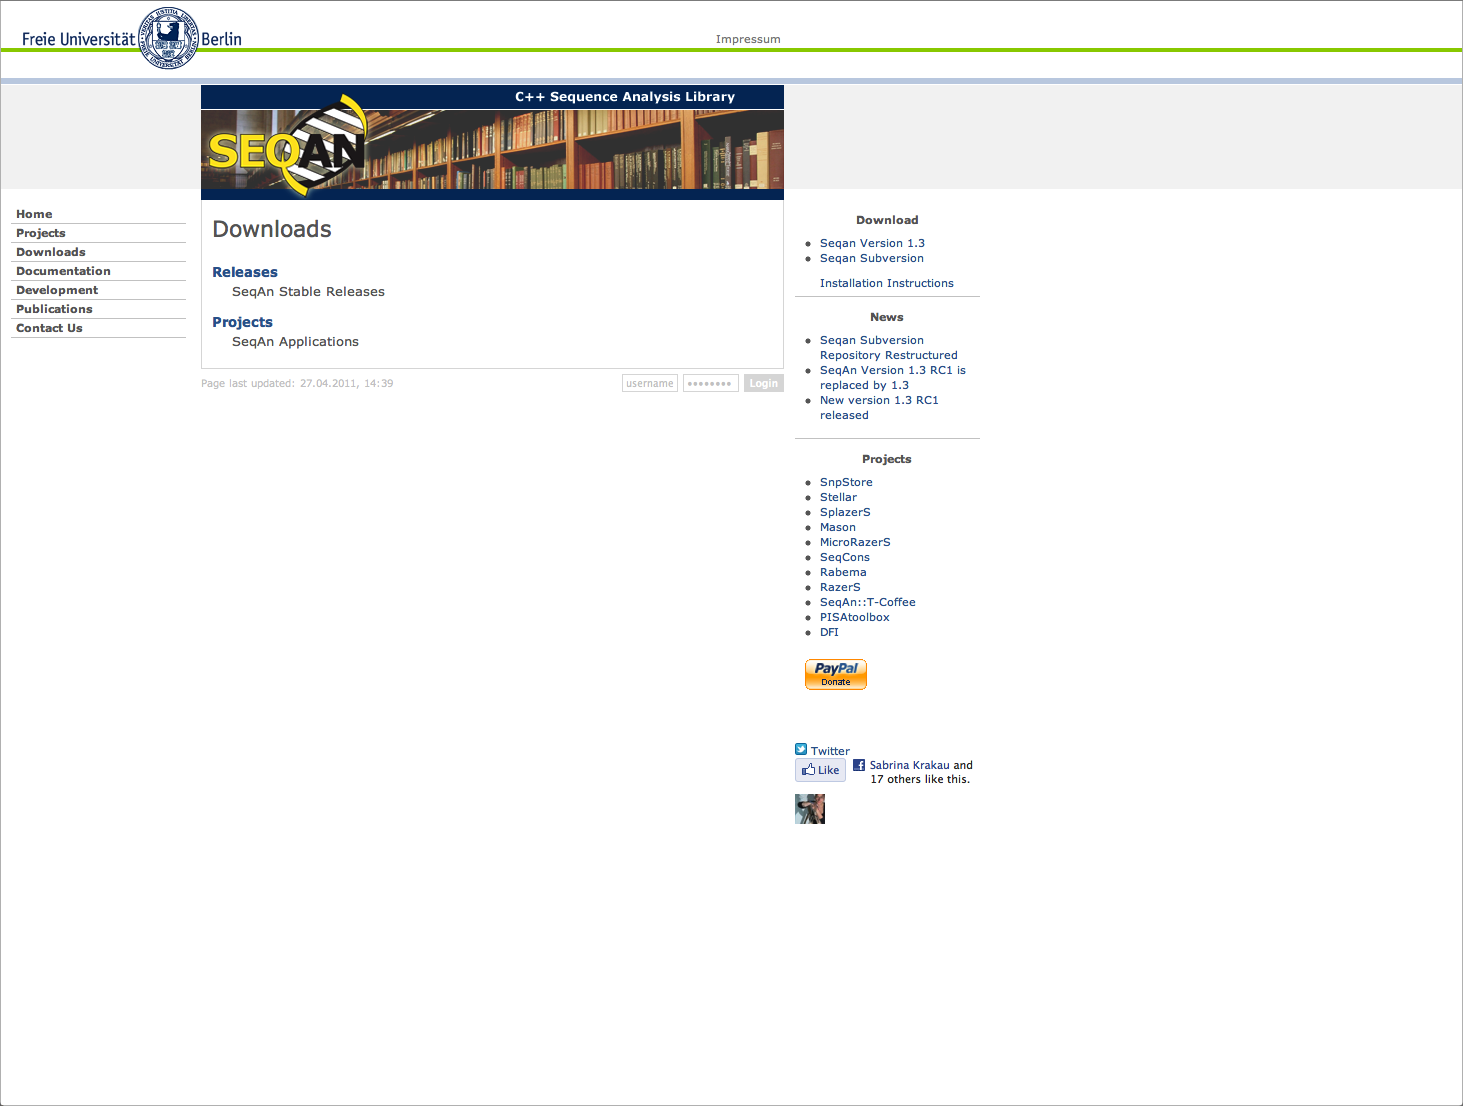 Freie Universität Berlin
Impressum
C++ Sequence Analysis Library
SEQAN
Home
Projects
Downloads
Documentation
Development
Publications
Contact Us
Downloads
Releases
SeqAn Stable Releases
Projects
SeqAn Applications
Page last updated: 27.04.2011, 14:39
username
Login
Download
Seqan Version 1.3
Seqan Subversion
Installation Instructions
News
Seqan Subversion
Repository Restructured
SeqAn Version 1.3 RC1 is
replaced by 1.3
New version 1.3 RC1
released
Projects
SnpStore
Stellar
SplazerS
Mason
MicroRazerS
SeqCons
Rabema
RazerS
SeqAn::T-Coffee
PISAtoolbox
DFI
PayPal
Donate
Twitter
Like
Sabrina Krakau and
17 others like this.